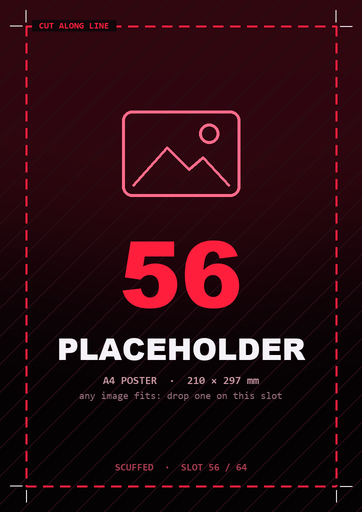 CUT ALONG LINE
56
PLACEHOLDER
A4 POSTER · 210 × 297 mm
any image fits: drop one on this slot
SCUFFED · SLOT 56 / 64